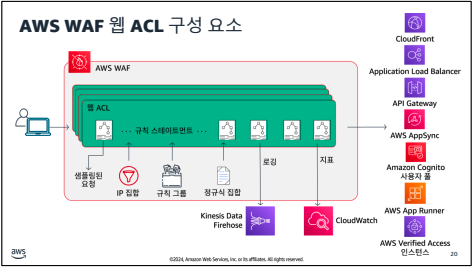 AWS WAF 웹 ACL 구성 요소
AWS WAF
웹 ACL
... 규칙 스테이트먼트 ...
샘플링된
요청
IP 집합
규칙 그룹
정규식 집합
로깅
지표
Kinesis Data
Firehose
CloudWatch
CloudFront
Application Load Balancer
API Gateway
AWS AppSync
Amazon Cognito
사용자 풀
AWS App Runner
AWS Verified Access
인스턴스
aws
©2024, Amazon Web Services, Inc. or its affiliates. All rights reserved.
20